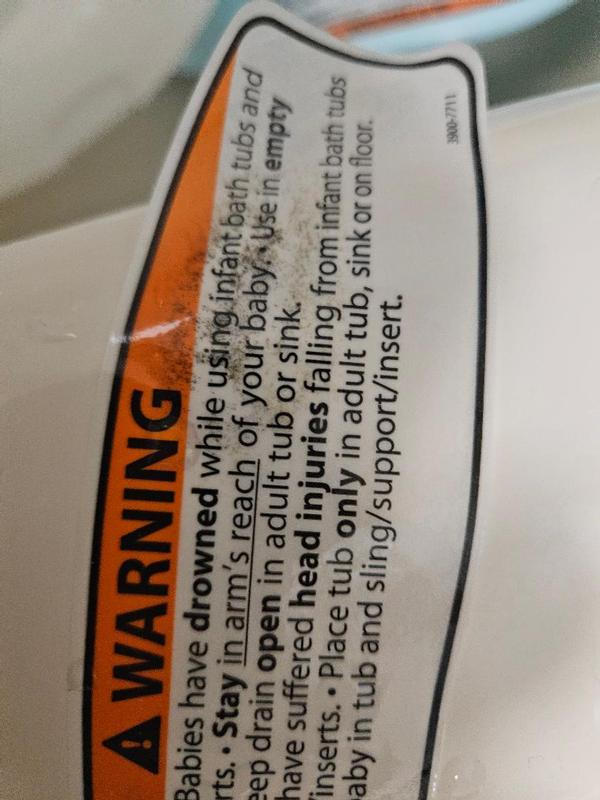 WARNING
Babies have drowned while using infant bath tubs and
rts. • Stay in arm's reach of your baby. • Use in empty
eep drain open in adult tub or sink.
have suffered head injuries falling from infant bath tubs
/inserts. • Place tub only in adult tub, sink or on floor.
aby in tub and sling/support/insert.
3900-7711